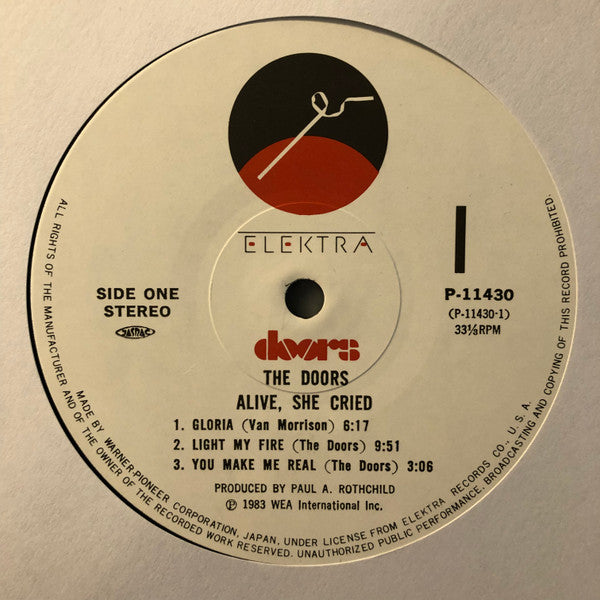 ELEKTRA
SIDE ONE
STEREO
JASRAC
P-11430
(P-11430-1)
33⅓RPM
doors
THE DOORS
ALIVE, SHE CRIED
1. GLORIA (Van Morrison) 6:17
2. LIGHT MY FIRE (The Doors) 9:51
3. YOU MAKE ME REAL (The Doors) 3:06
PRODUCED BY PAUL A. ROTHCHILD
℗ 1983 WEA International Inc.
MADE BY WARNER-PIONEER CORPORATION, JAPAN, UNDER LICENSE FROM ELEKTRA RECORDS CO., U.S.A.
ALL RIGHTS OF THE MANUFACTURER AND OF THE OWNER OF THE RECORDED WORK RESERVED. UNAUTHORIZED PUBLIC PERFORMANCE, BROADCASTING AND COPYING OF THIS RECORD PROHIBITED.